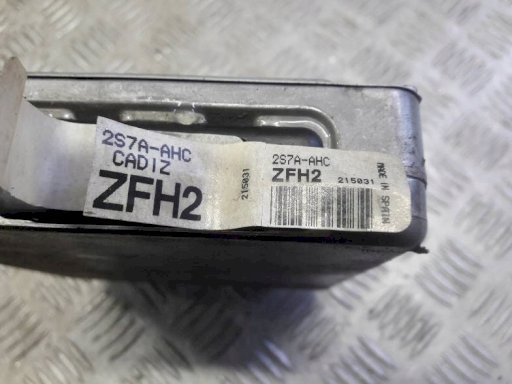 2S7A-AHC
CADIZ
ZFH2
215031
2S7A-AHC
ZFH2 215031
MADE IN SPAIN